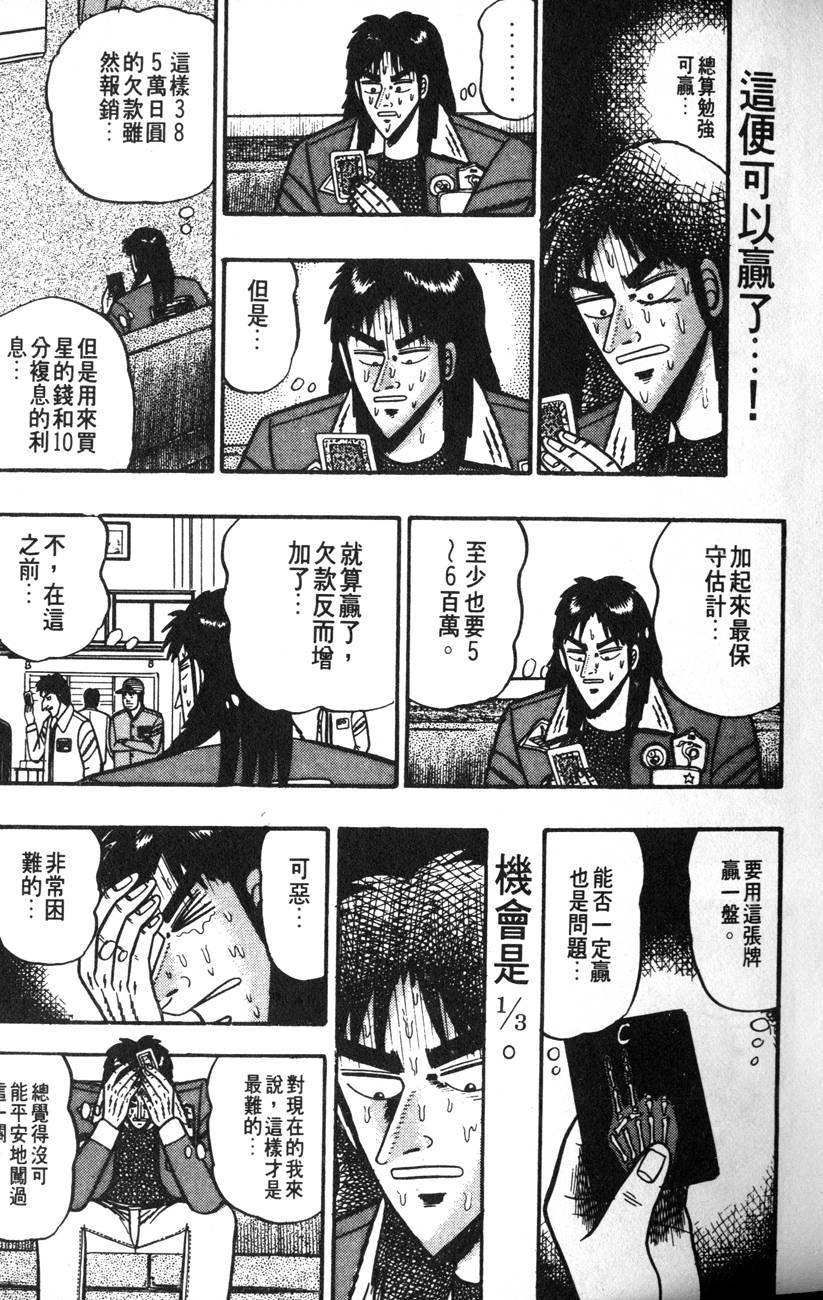 這便可以贏了…！
總算勉強
可贏…
………
但是…
這樣38
5萬日圓
的欠款雖
然報銷…
但是用來買
星的錢和10
分複息的利
息…
加起來最保
守估計…
至少也要5
～6百萬。
就算贏了，
欠款反而增
加了…
不，在這
之前…
要用這張牌
贏一盤。
能否一定贏
也是問題…
C
機會是1/3。
可惡…
非常困
難的…
對現在的我來
說，這樣才是
最難的…
總覺得沒可
能平安地闖過
這一關